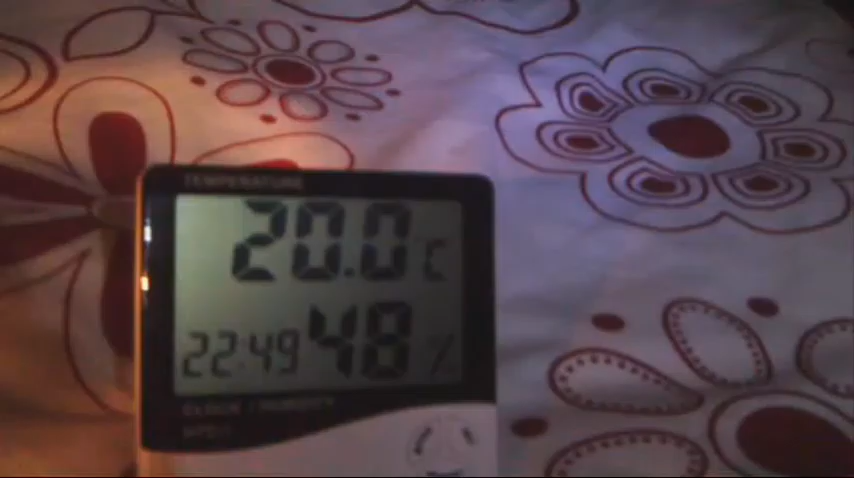 TEMPERATURE
20.0 °C
22:49 48 %
CLOCK / HUMIDITY